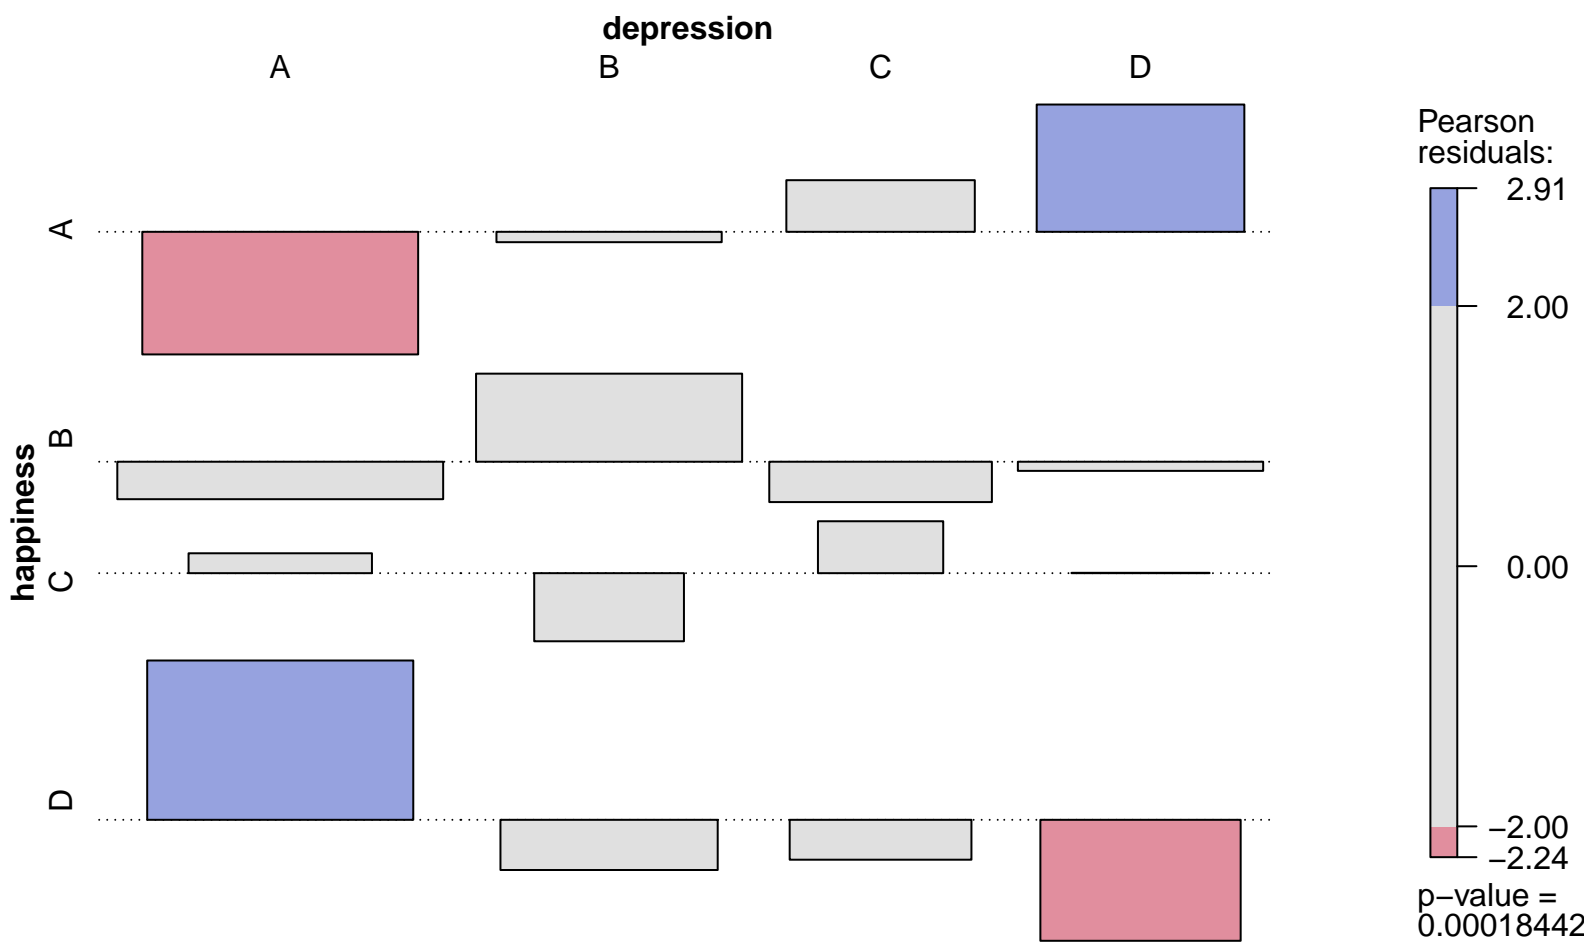 depression
A B C D
A
B
C
D
happiness
Pearson
residuals:
2.91
2.00
0.00
−2.00
−2.24
p−value =
0.00018442